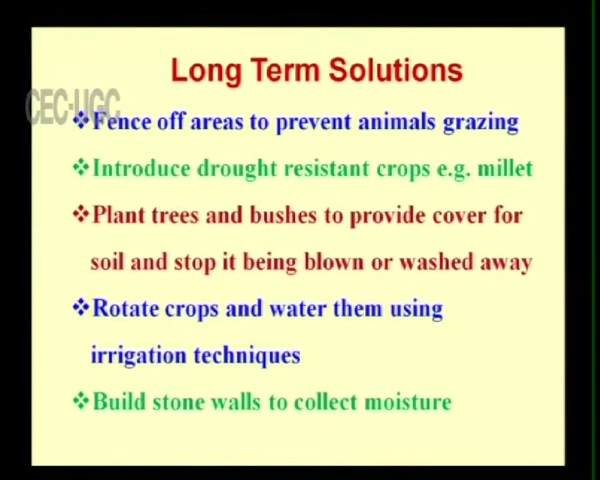 Long Term Solutions
CEC-UGC
❖Fence off areas to prevent animals grazing
❖Introduce drought resistant crops e.g. millet
❖Plant trees and bushes to provide cover for
soil and stop it being blown or washed away
❖Rotate crops and water them using
irrigation techniques
❖Build stone walls to collect moisture